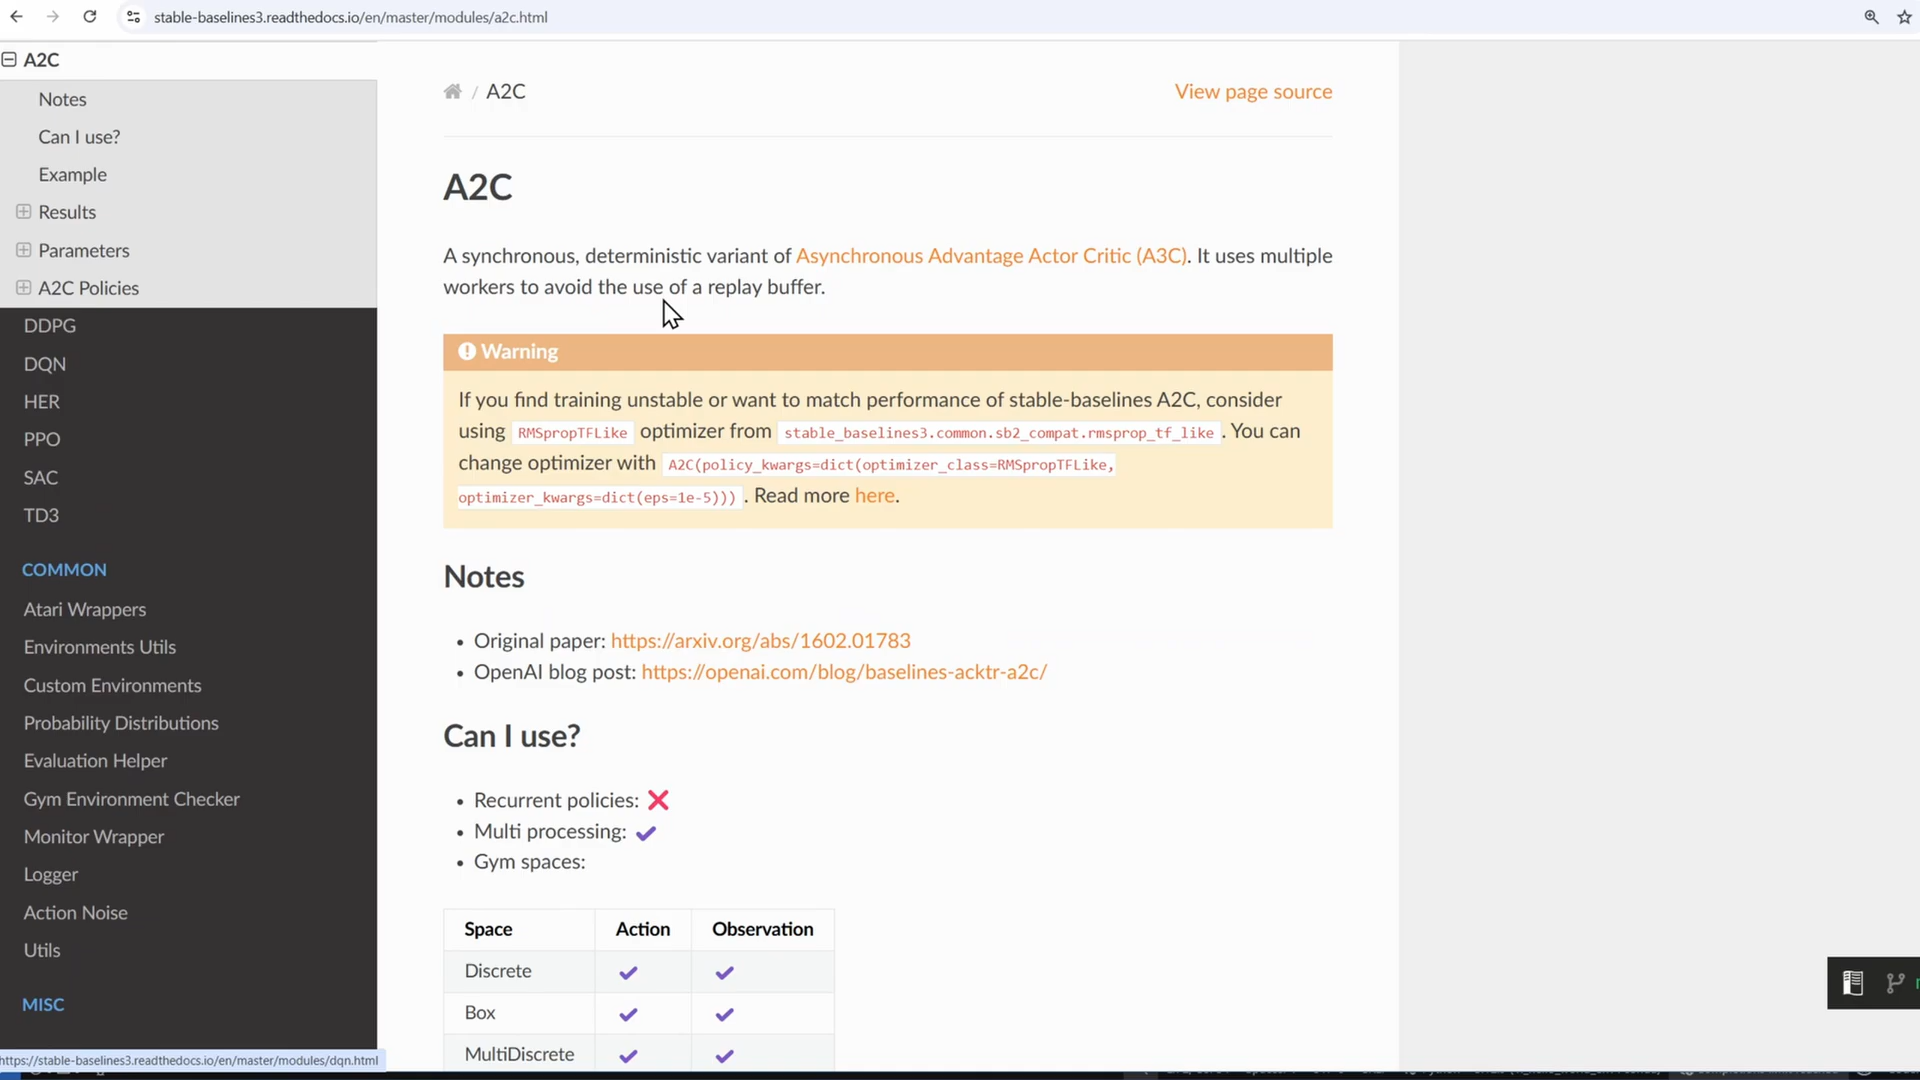 stable-baselines3.readthedocs.io/en/master/modules/a2c.html
A2C
Notes
Can I use?
Example
Results
Parameters
A2C Policies
DDPG
DQN
HER
PPO
SAC
TD3
COMMON
Atari Wrappers
Environments Utils
Custom Environments
Probability Distributions
Evaluation Helper
Gym Environment Checker
Monitor Wrapper
Logger
Action Noise
Utils
MISC
https://stable-baselines3.readthedocs.io/en/master/modules/dqn.html
/ A2C
View page source
A2C
A synchronous, deterministic variant of Asynchronous Advantage Actor Critic (A3C). It uses multiple
workers to avoid the use of a replay buffer.
Warning
If you find training unstable or want to match performance of stable-baselines A2C, consider
using RMSpropTFLike optimizer from stable_baselines3.common.sb2_compat.rmsprop_tf_like . You can
change optimizer with A2C(policy_kwargs=dict(optimizer_class=RMSpropTFLike,
optimizer_kwargs=dict(eps=1e-5))) . Read more here.
Notes
• Original paper: https://arxiv.org/abs/1602.01783
• OpenAI blog post: https://openai.com/blog/baselines-acktr-a2c/
Can I use?
• Recurrent policies: ❌
• Multi processing: ✔
• Gym spaces:
Space Action Observation
Discrete ✔ ✔
Box ✔ ✔
MultiDiscrete ✔ ✔